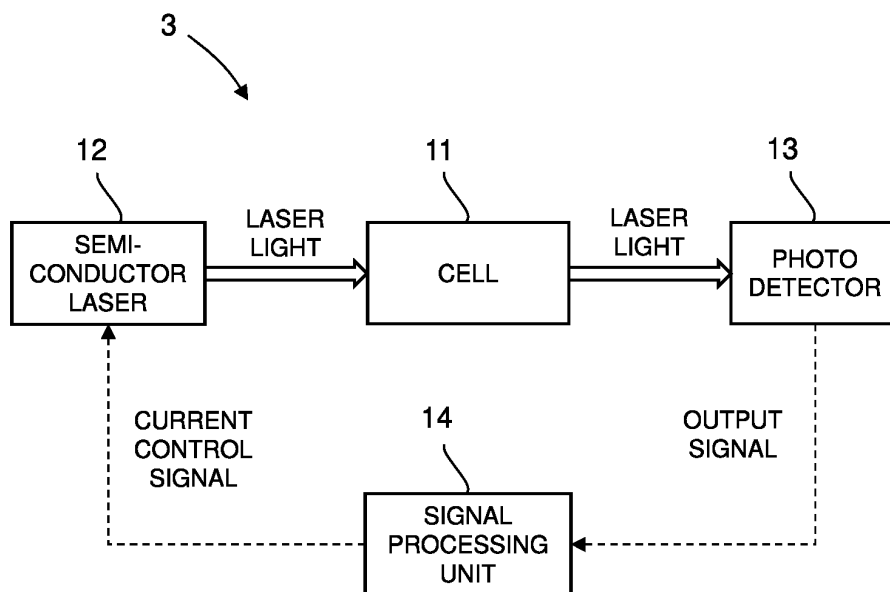 3
12
11
13
LASER
LIGHT
LASER
LIGHT
SEMI-
CONDUCTOR
LASER
CELL
PHOTO
DETECTOR
CURRENT
CONTROL
SIGNAL
14
OUTPUT
SIGNAL
SIGNAL
PROCESSING
UNIT